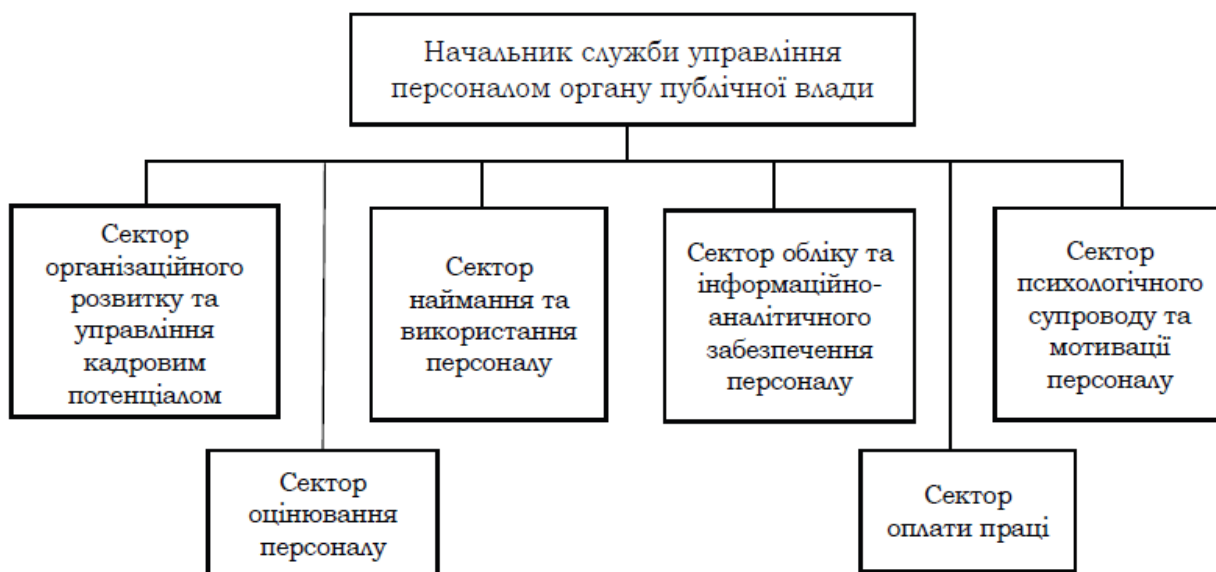 Начальник служби управління
персоналом органу публічної влади
Сектор
організаційного
розвитку та
управління
кадровим
потенціалом
Сектор
наймання та
використання
персоналу
Сектор обліку та
інформаційно-
аналітичного
забезпечення
персоналу
Сектор
психологічного
супроводу та
мотивації
персоналу
Сектор
оцінювання
персоналу
Сектор
оплати праці